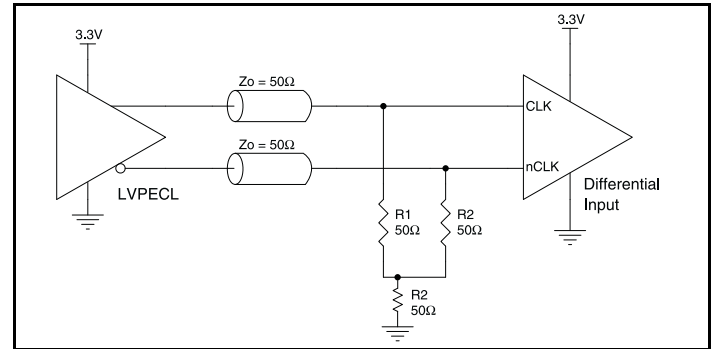 3.3V
3.3V
Zo = 50Ω
CLK
Zo = 50Ω
nCLK
LVPECL
Differential
Input
R1
50Ω
R2
50Ω
R2
50Ω